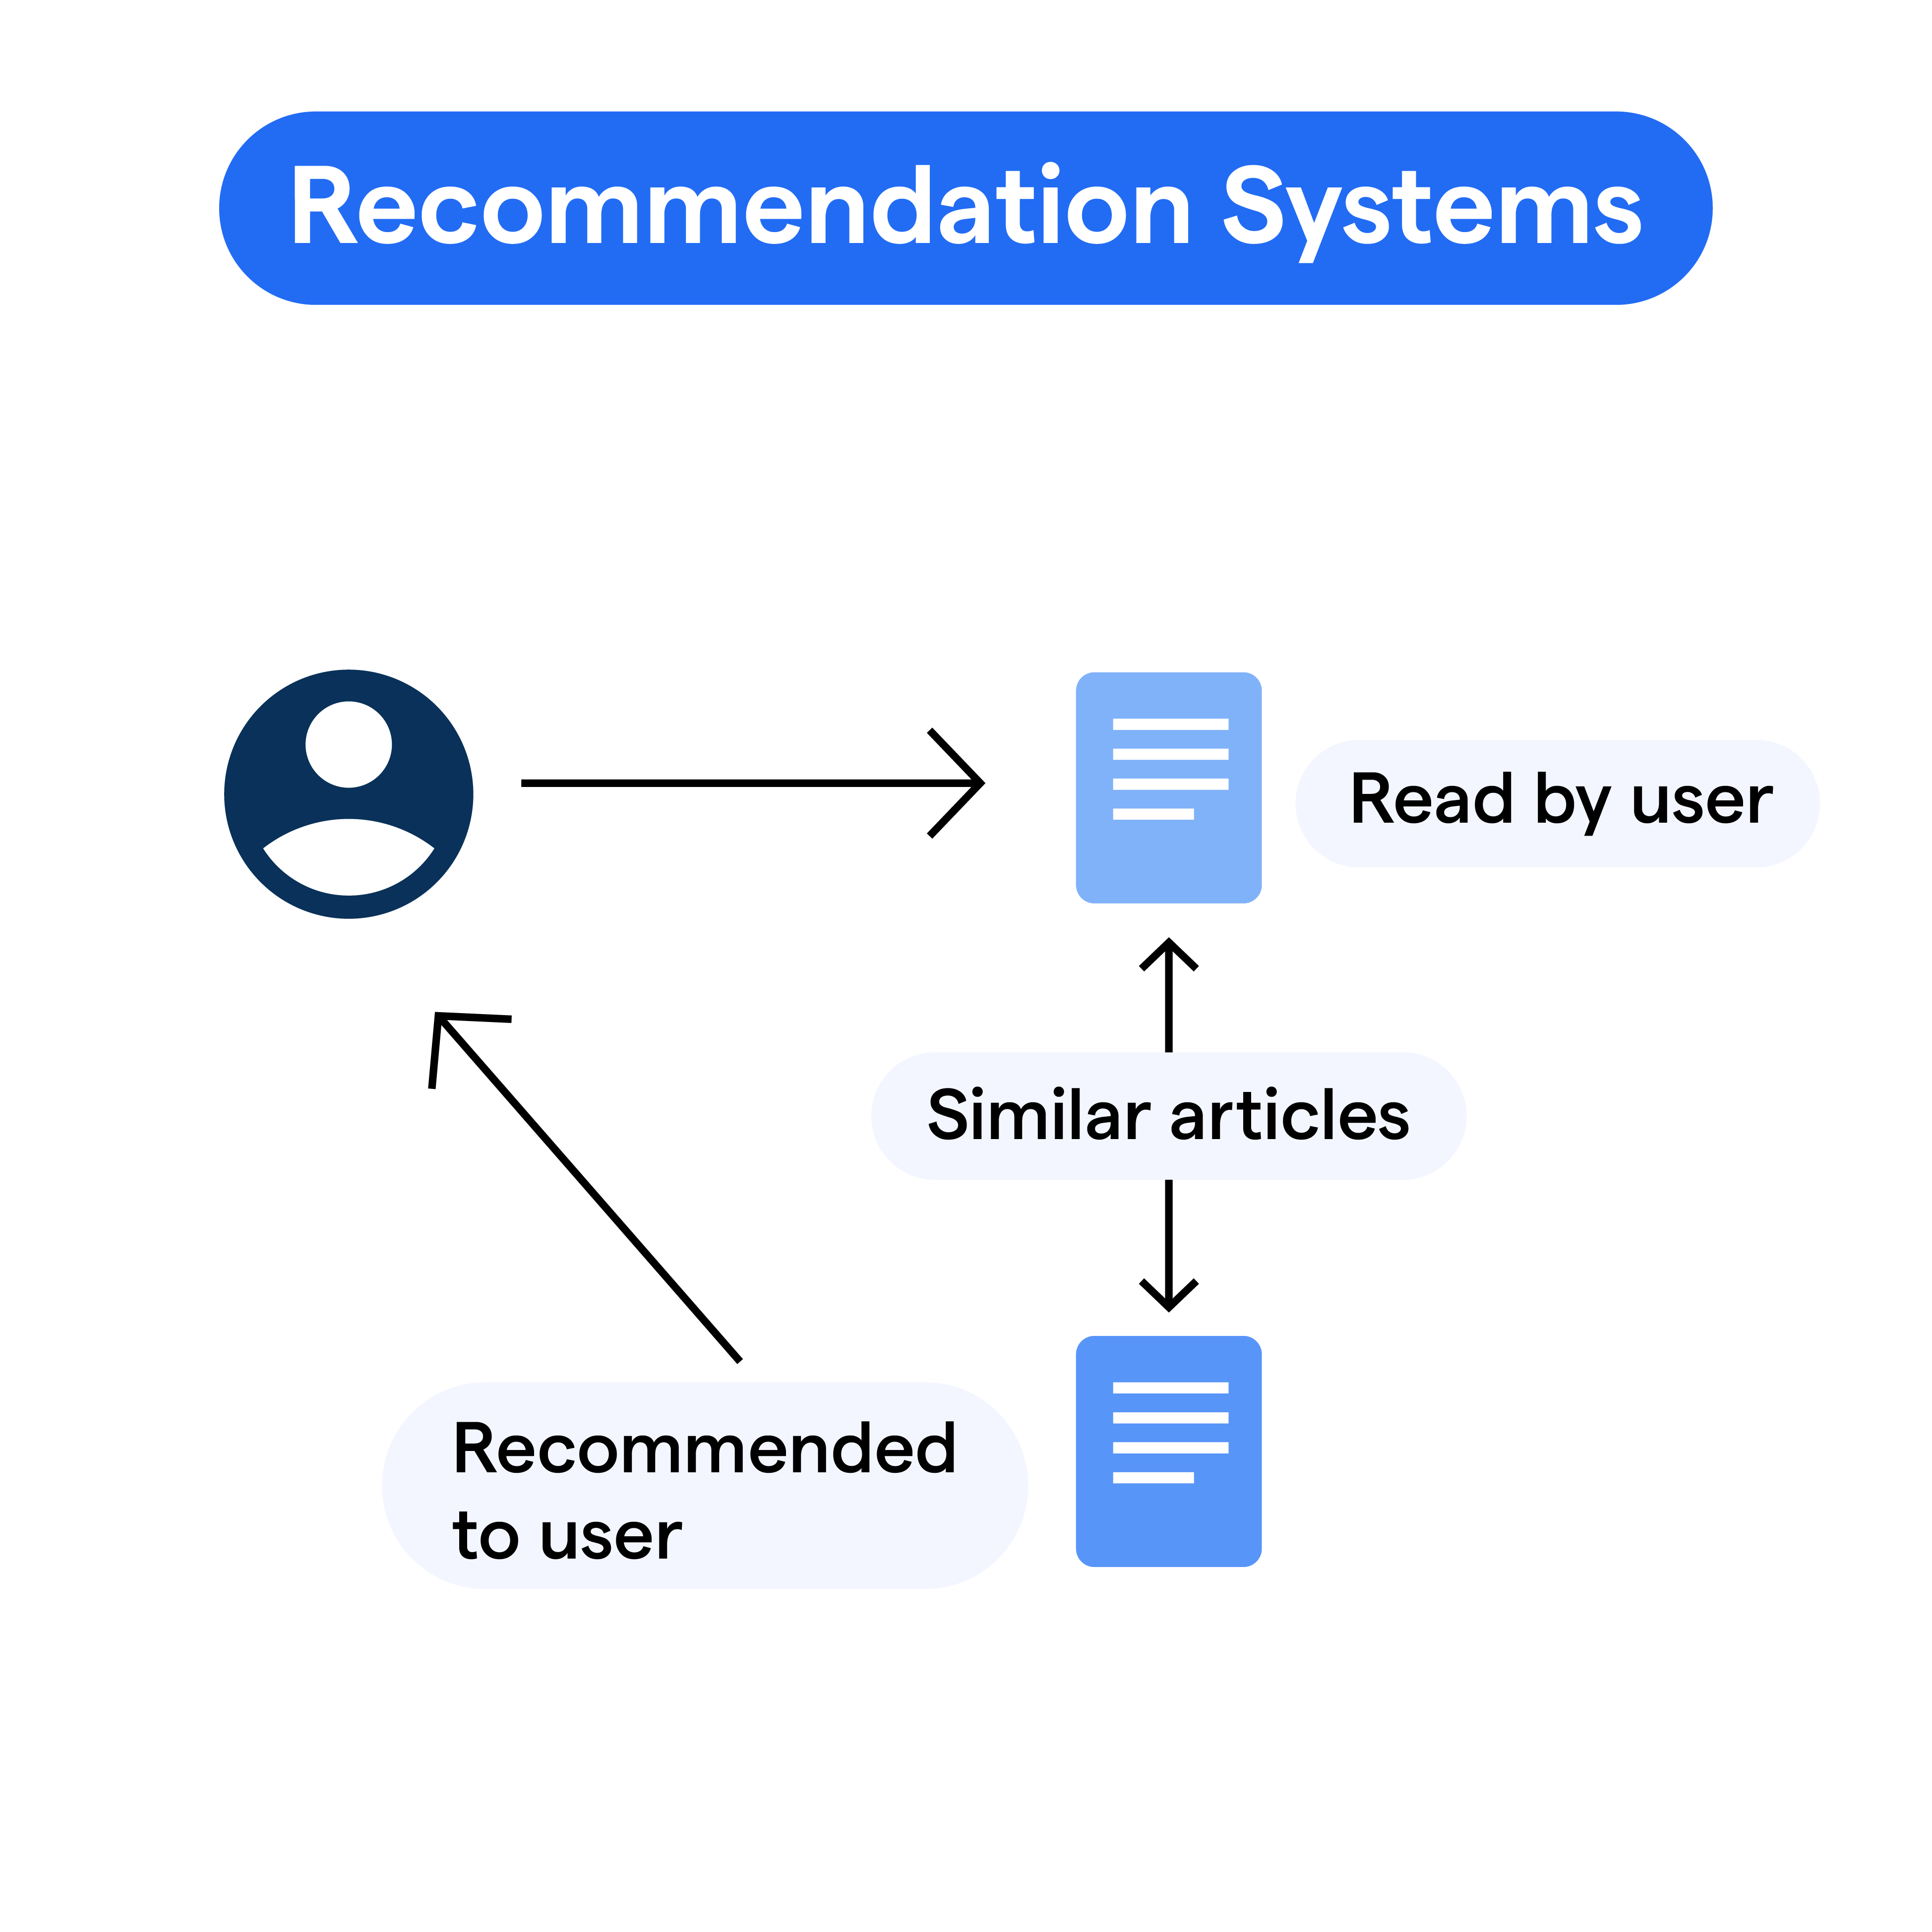 Recommendation Systems
Read by user
Similar articles
Recommended
to user